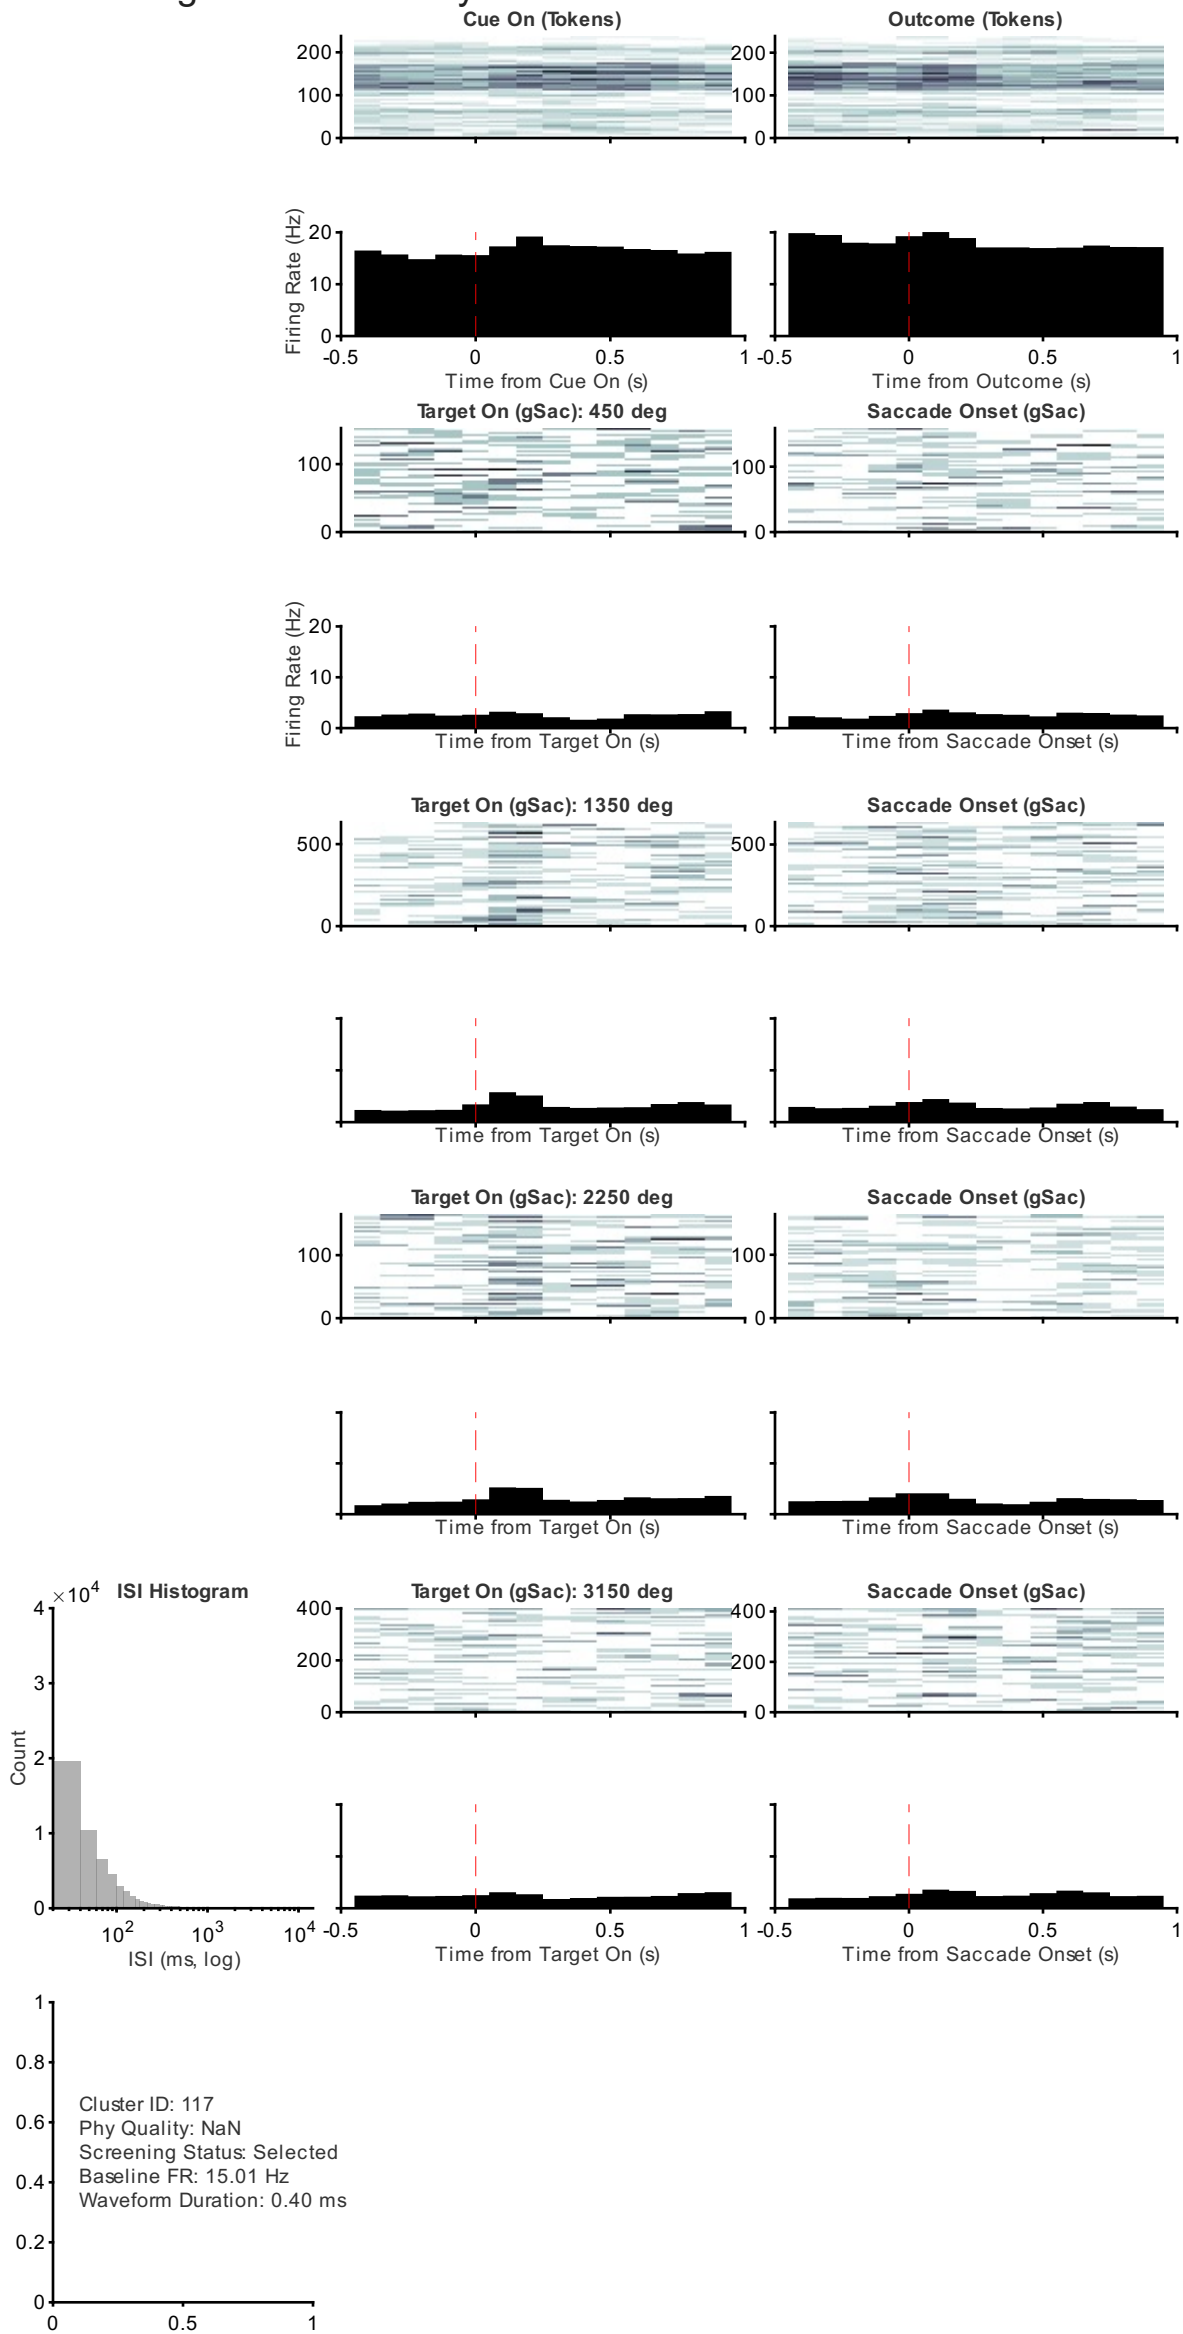 Cue On (Tokens)
Outcome (Tokens)
200
100
0
200
100
0
Firing Rate (Hz)
20
10
0
-0.5
0
0.5
1
-0.5
0
0.5
1
Time from Cue On (s)
Time from Outcome (s)
Target On (gSac): 450 deg
Saccade Onset (gSac)
100
0
100
0
Firing Rate (Hz)
20
10
0
Time from Target On (s)
Time from Saccade Onset (s)
Target On (gSac): 1350 deg
Saccade Onset (gSac)
500
0
500
0
Time from Target On (s)
Time from Saccade Onset (s)
Target On (gSac): 2250 deg
Saccade Onset (gSac)
100
0
100
0
Time from Target On (s)
Time from Saccade Onset (s)
×10⁴
ISI Histogram
Target On (gSac): 3150 deg
Saccade Onset (gSac)
4
3
2
1
0
Count
10²
10³
10⁴
ISI (ms, log)
400
200
0
400
200
0
-0.5
0
0.5
1
-0.5
0
0.5
1
Time from Target On (s)
Time from Saccade Onset (s)
1
0.8
0.6
0.4
0.2
0
Cluster ID: 117
Phy Quality: NaN
Screening Status: Selected
Baseline FR: 15.01 Hz
Waveform Duration: 0.40 ms
0
0.5
1